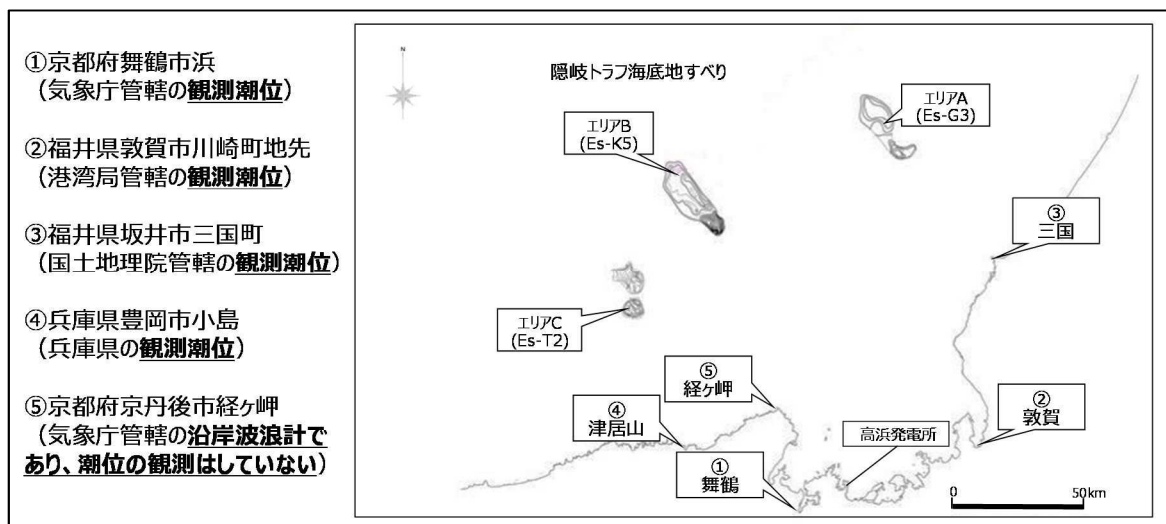 ①京都府舞鶴市浜
(気象庁管轄の観測潮位)
②福井県敦賀市川崎町地先
(港湾局管轄の観測潮位)
③福井県坂井市三国町
(国土地理院管轄の観測潮位)
④兵庫県豊岡市小島
(兵庫県の観測潮位)
⑤京都府京丹後市経ヶ岬
(気象庁管轄の沿岸波浪計で
あり、潮位の観測はしていない)
N
隠岐トラフ海底地すべり
エリアA
(Es-G3)
エリアB
(Es-K5)
③
三国
エリアC
(Es-T2)
⑤
経ヶ岬
②
敦賀
④
津居山
高浜発電所
①
舞鶴
0 50km